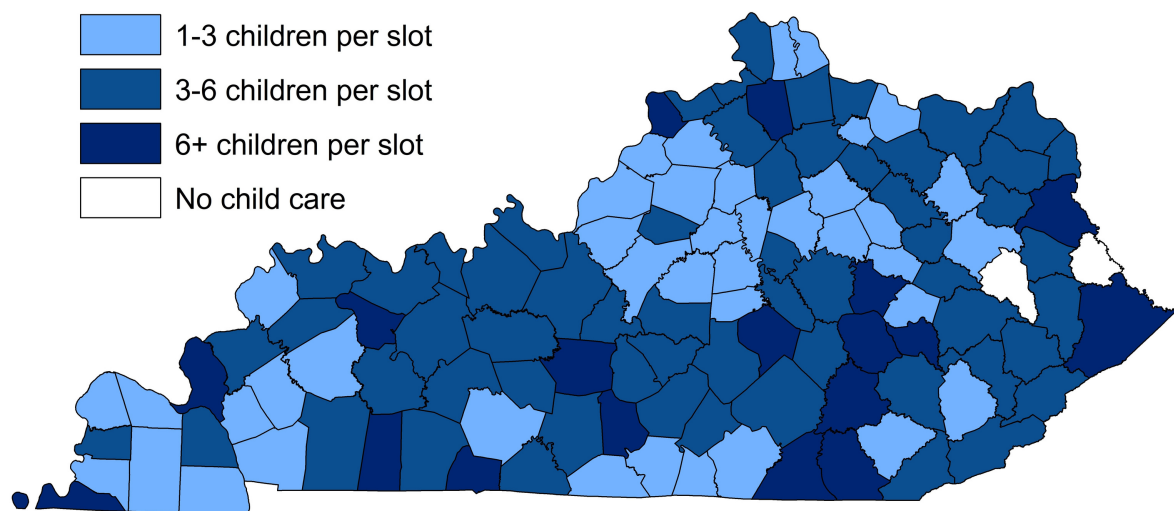 1-3 children per slot
3-6 children per slot
6+ children per slot
No child care